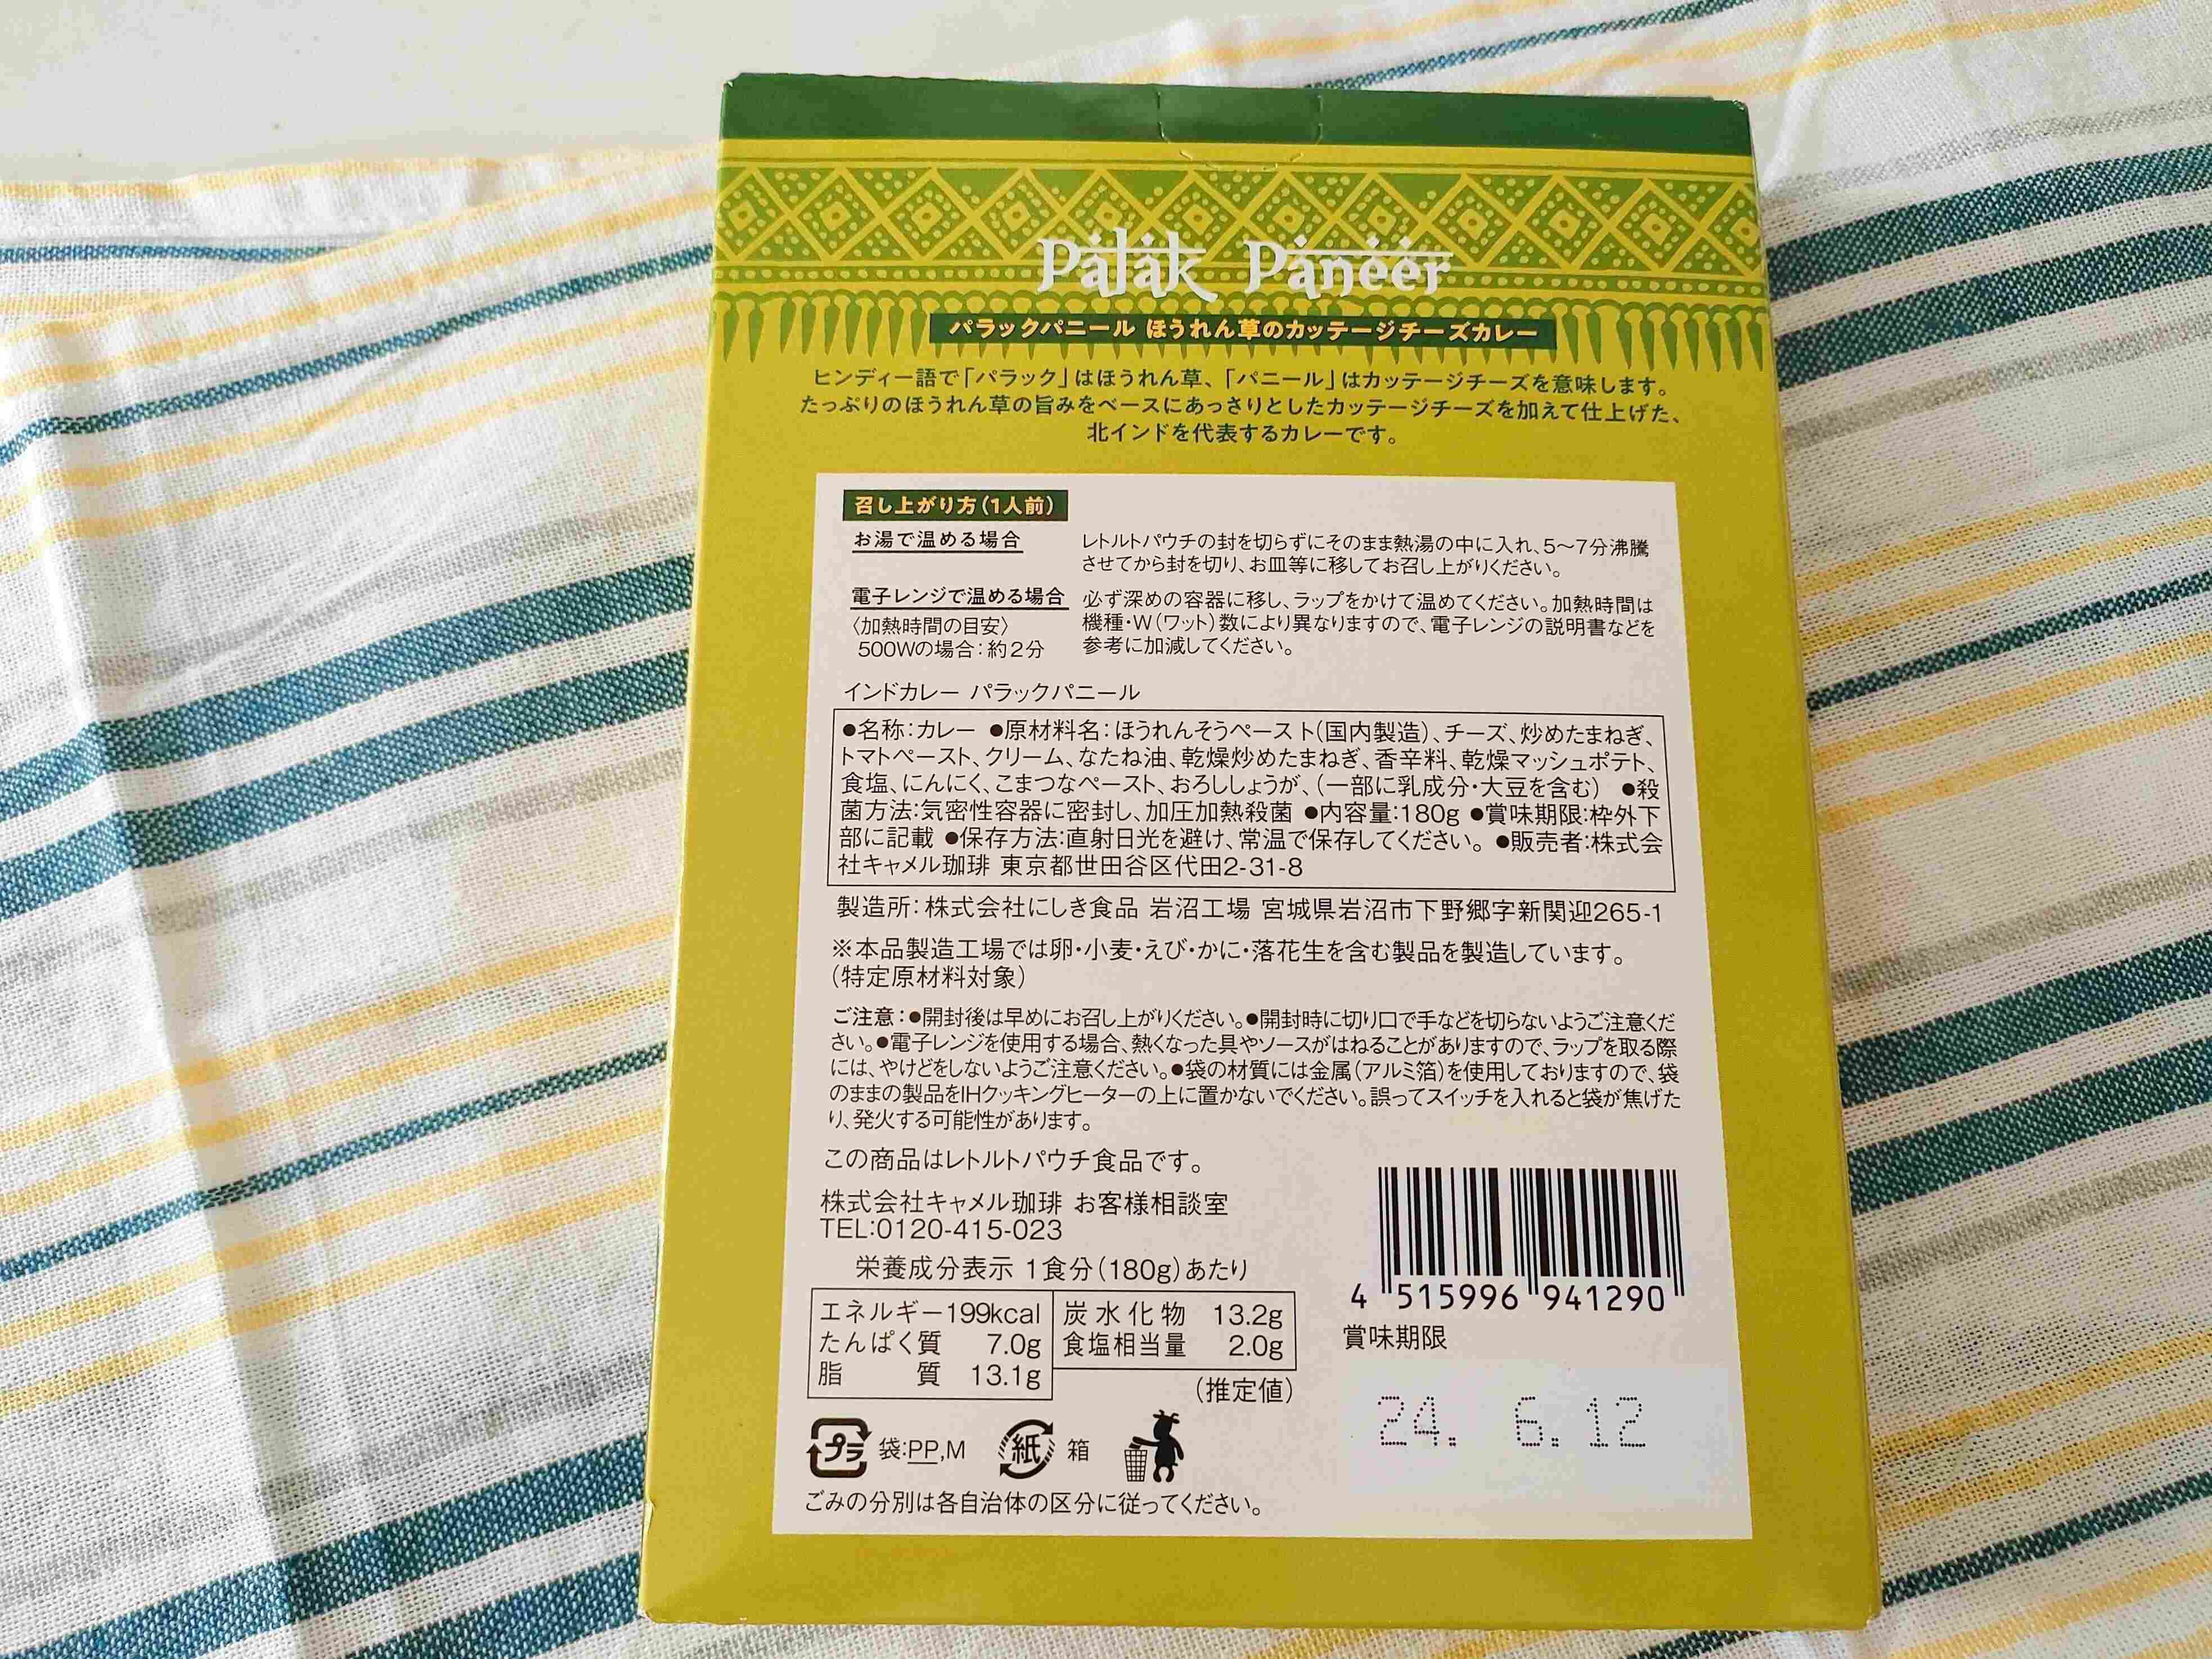 Palak Paneer
パラックパニール ほうれん草のカッテージチーズカレー
ヒンディー語で「パラック」はほうれん草、「パニール」はカッテージチーズを意味します。
たっぷりのほうれん草の旨みをベースにあっさりとしたカッテージチーズを加えて仕上げた、
北インドを代表するカレーです。
召し上がり方(1人前)
お湯で温める場合
レトルトパウチの封を切らずにそのまま熱湯の中に入れ、5〜7分沸騰
させてから封を切り、お皿等に移してお召し上がりください。
電子レンジで温める場合
〈加熱時間の目安〉
500Wの場合:約2分
必ず深めの容器に移し、ラップをかけて温めてください。加熱時間は
機種・W(ワット)数により異なりますので、電子レンジの説明書などを
参考に加減してください。
インドカレー パラックパニール
●名称:カレー ●原材料名:ほうれんそうペースト(国内製造)、チーズ、炒めたまねぎ、
トマトペースト、クリーム、なたね油、乾燥炒めたまねぎ、香辛料、乾燥マッシュポテト、
食塩、にんにく、こまつなペースト、おろししょうが、(一部に乳成分・大豆を含む) ●殺
菌方法:気密性容器に密封し、加圧加熱殺菌 ●内容量:180g ●賞味期限:枠外下
部に記載 ●保存方法:直射日光を避け、常温で保存してください。 ●販売者:株式会
社キャメル珈琲 東京都世田谷区代田2-31-8
製造所:株式会社にしき食品 岩沼工場 宮城県岩沼市下野郷字新関迎265-1
※本品製造工場では卵・小麦・えび・かに・落花生を含む製品を製造しています。
(特定原材料対象)
ご注意:●開封後は早めにお召し上がりください。●開封時に切り口で手などを切らないようご注意くだ
さい。●電子レンジを使用する場合、熱くなった具やソースがはねることがありますので、ラップを取る際
には、やけどをしないようご注意ください。●袋の材質には金属(アルミ箔)を使用しておりますので、袋
のままの製品をIHクッキングヒーターの上に置かないでください。誤ってスイッチを入れると袋が焦げた
り、発火する可能性があります。
この商品はレトルトパウチ食品です。
株式会社キャメル珈琲 お客様相談室
TEL:0120-415-023
栄養成分表示 1食分(180g)あたり
エネルギー 199kcal
たんぱく質 7.0g
脂質 13.1g
炭水化物 13.2g
食塩相当量 2.0g
(推定値)
4 515996 941290
賞味期限
24. 6. 12
プラ 袋:PP,M 紙 箱
ごみの分別は各自治体の区分に従ってください。